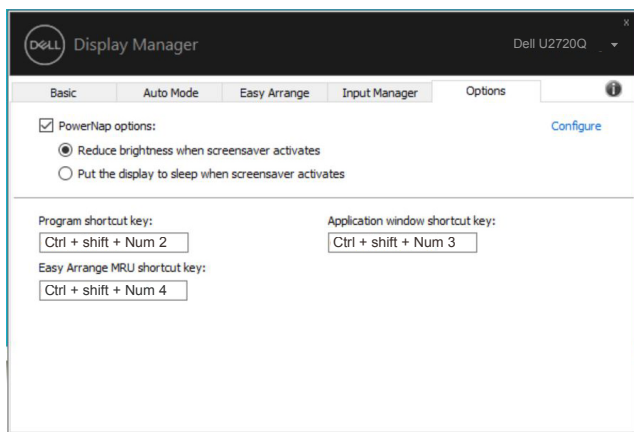 x
DELL Display Manager Dell U2720Q
Basic Auto Mode Easy Arrange Input Manager Options i
PowerNap options: Configure
Reduce brightness when screensaver activates
Put the display to sleep when screensaver activates
Program shortcut key: Application window shortcut key:
Ctrl + shift + Num 2 Ctrl + shift + Num 3
Easy Arrange MRU shortcut key:
Ctrl + shift + Num 4